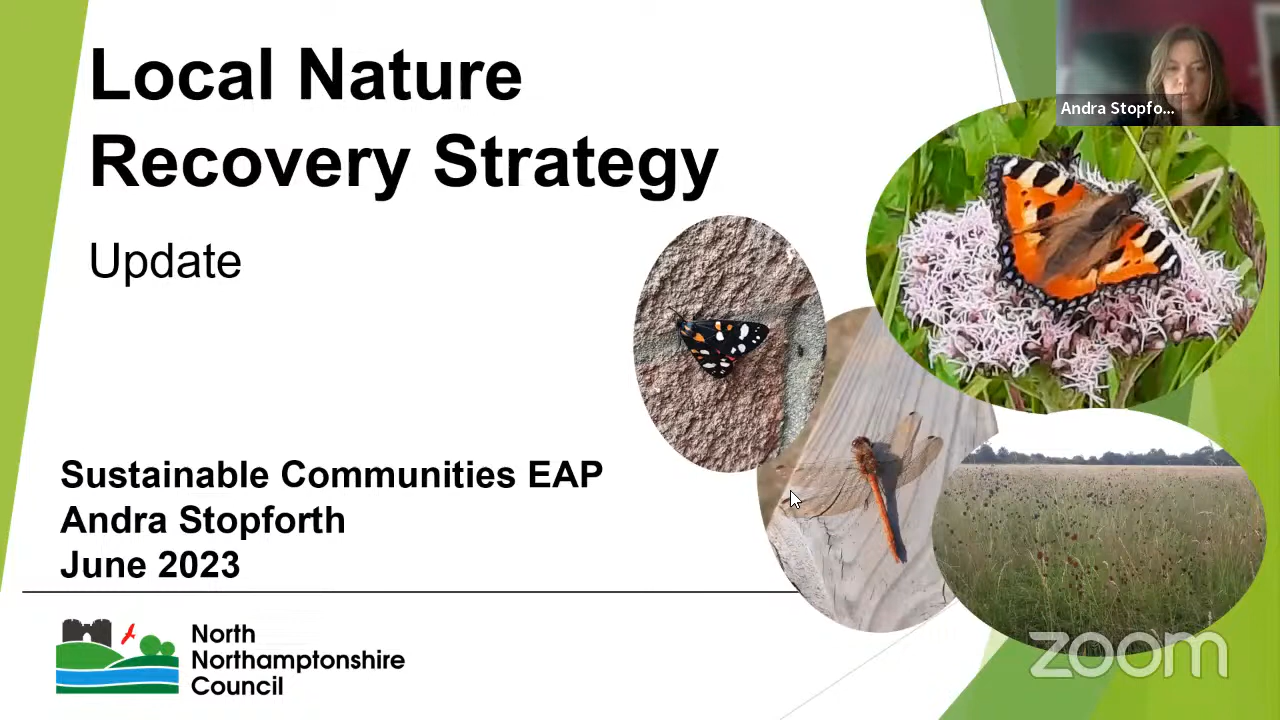 Local Nature
Recovery Strategy
Update
Sustainable Communities EAP
Andra Stopforth
June 2023
North
Northamptonshire
Council
Andra Stopfo...
zoom